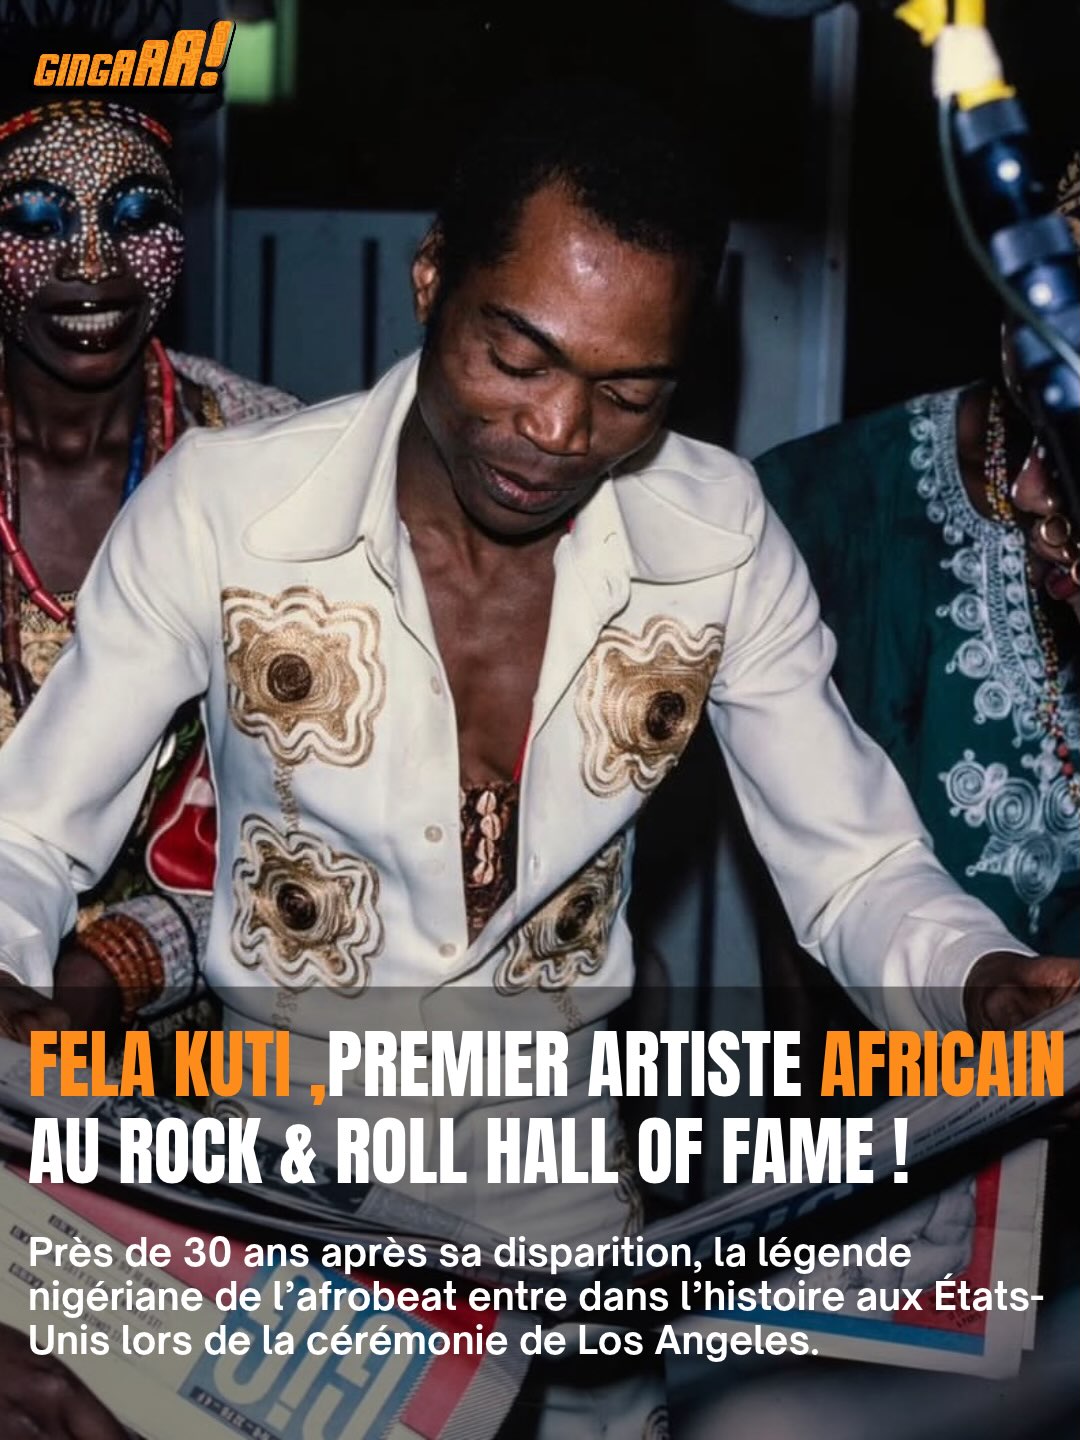 GINGARRA!
FELA KUTI ,PREMIER ARTISTE AFRICAIN
AU ROCK & ROLL HALL OF FAME !
Près de 30 ans après sa disparition, la légende
nigériane de l’afrobeat entre dans l’histoire aux États-
Unis lors de la cérémonie de Los Angeles.